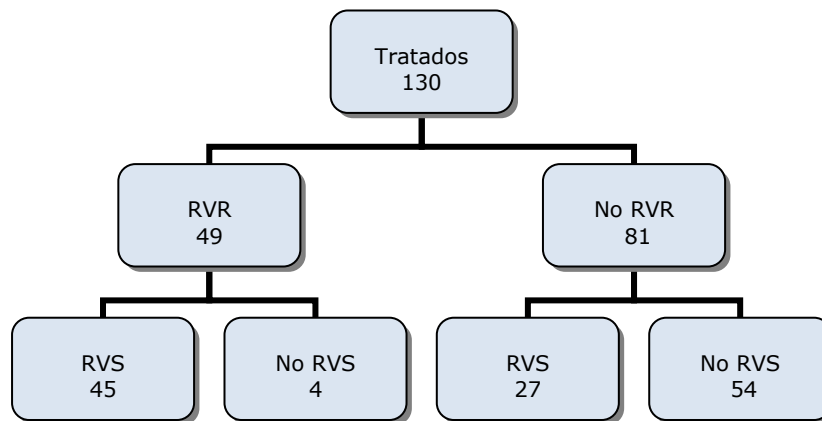 Tratados
130
RVR
49
No RVR
81
RVS
45
No RVS
4
RVS
27
No RVS
54